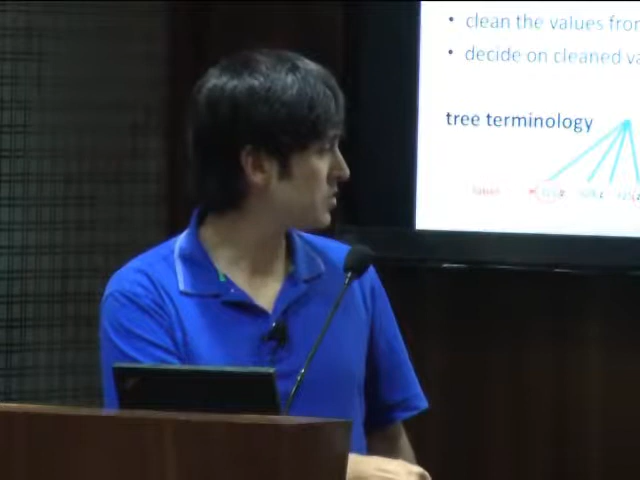 • clean the values from
• decide on cleaned va
tree terminology